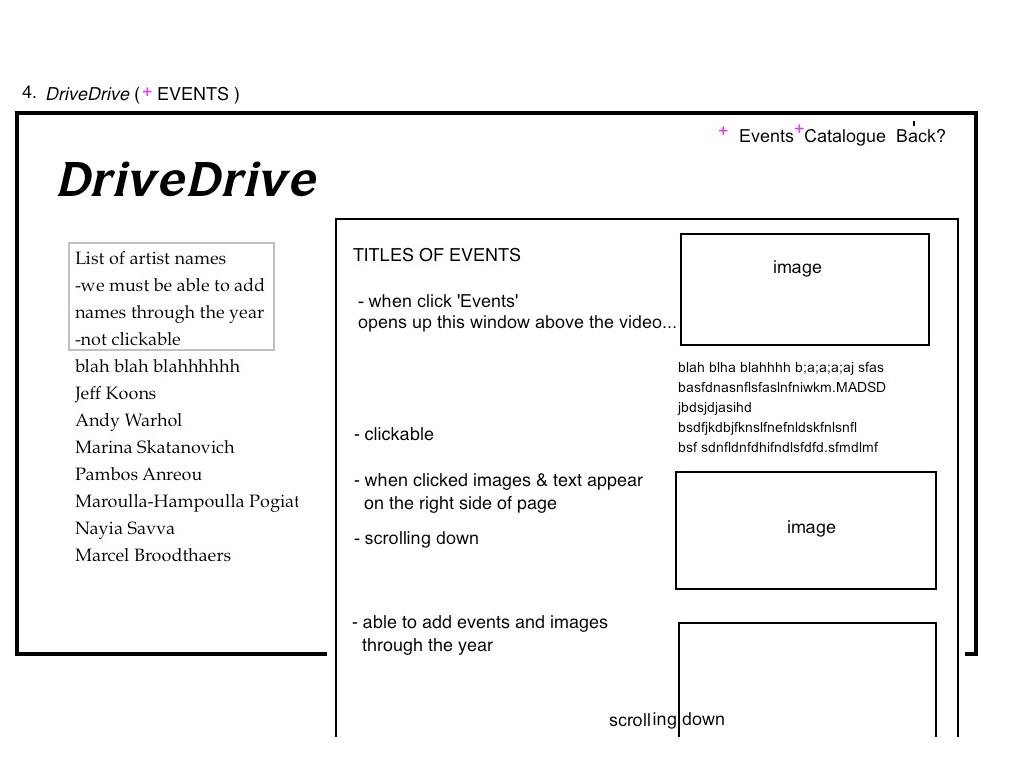 4. DriveDrive (+ EVENTS )
+ Events +Catalogue Back?
DriveDrive
List of artist names
-we must be able to add
names through the year
-not clickable
blah blah blahhhhhh
Jeff Koons
Andy Warhol
Marina Skatanovich
Pambos Anreou
Maroulla-Hampoulla Pogiat
Nayia Savva
Marcel Broodthaers
TITLES OF EVENTS
- when click 'Events'
opens up this window above the video...
- clickable
- when clicked images & text appear
on the right side of page
- scrolling down
- able to add events and images
through the year
image
blah blha blahhhh b;a;a;a;aj sfas
basfdnasnflsfaslnfniwkm.MADSD
jbdsjdjasihd
bsdfjkdbjfknslfnefnldskfnlsnfl
bsf sdnfldnfdhifndlsfdfd.sfmdlmf
image
scrolling down